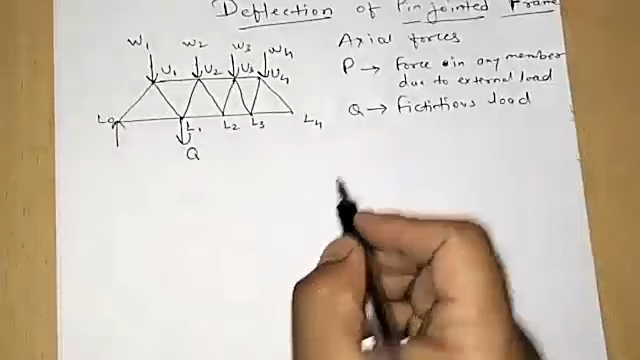 Deflection of Pin jointed Frame
Axial forces
P → Force in any member
due to external load
Q → Fictitious load
W1 W2 W3 W4
U1 U2 U3 U4
L0 L1 L2 L3 L4
Q